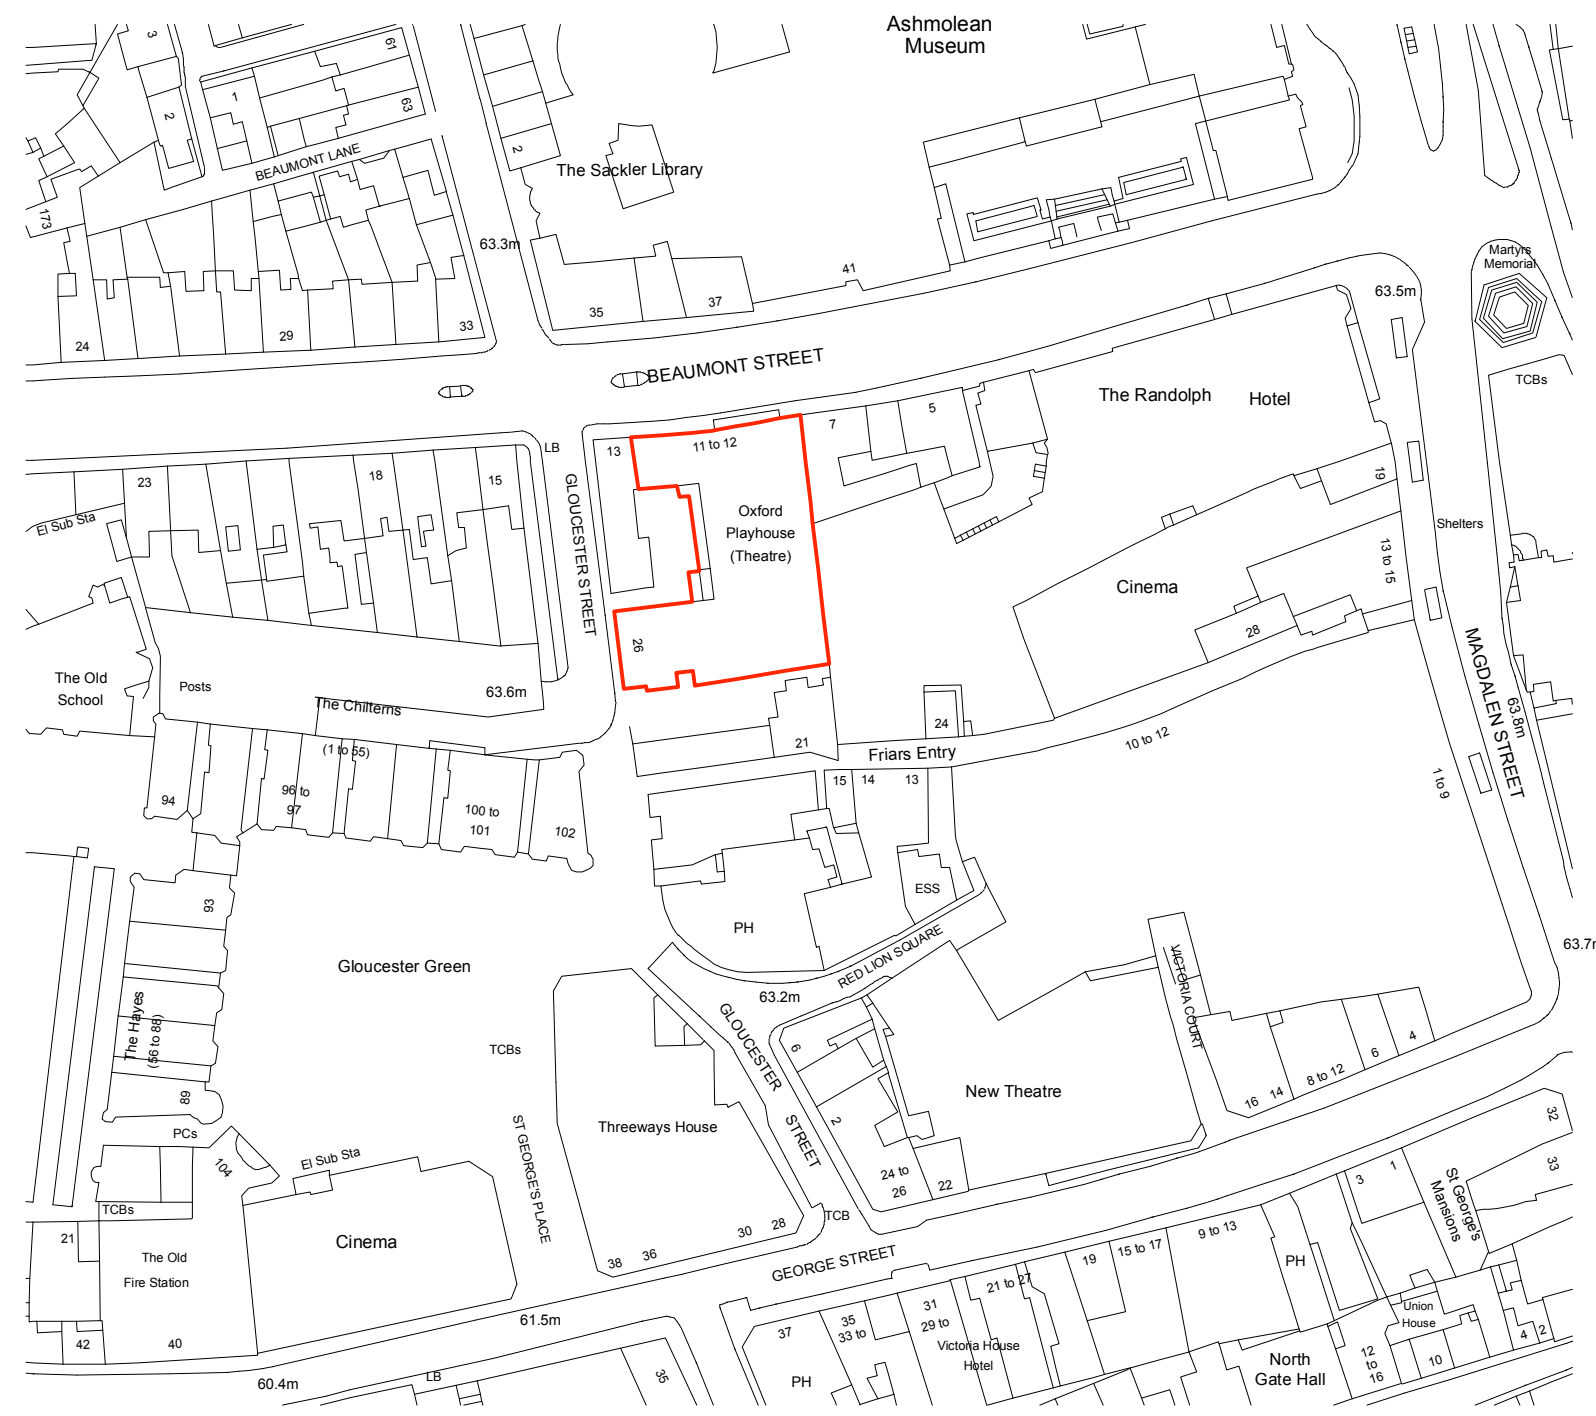 Ashmolean
Museum
3
61
1
63
2
2
BEAUMONT LANE
The Sackler Library
173
63.3m
Martyrs
Memorial
41
63.5m
35
37
33
29
24
BEAUMONT STREET
TCBs
The Randolph
Hotel
5
7
13
11 to 12
LB
23
18
15
19
El Sub Sta
GLOUCESTER STREET
Oxford
Playhouse
(Theatre)
Shelters
13 to 15
Cinema
28
26
MAGDALEN STREET
63.8m
The Old
School
Posts
The Chilterns
63.6m
(1 to 55)
24
21
Friars Entry
10 to 12
1 to 9
15
14
13
94
96 to
97
100 to
101
102
93
ESS
PH
RED LION SQUARE
63.7m
Gloucester Green
63.2m
VICTORIA COURT
The Hayes
(56 to 88)
GLOUCESTER
STREET
TCBs
6
4
6
8 to 12
14
16
New Theatre
89
2
PCs
Threeways House
ST GEORGE'S PLACE
104
El Sub Sta
24 to
26
22
32
33
1
3
St George's
Mansions
TCBs
TCB
21
The Old
Fire Station
Cinema
38
36
30
28
GEORGE STREET
9 to 13
15 to 17
19
PH
21 to 27
31
29 to
35
33 to
37
61.5m
Union
House
Victoria House
Hotel
42
40
4
2
10
12
to
16
North
Gate Hall
60.4m
LB
35
PH